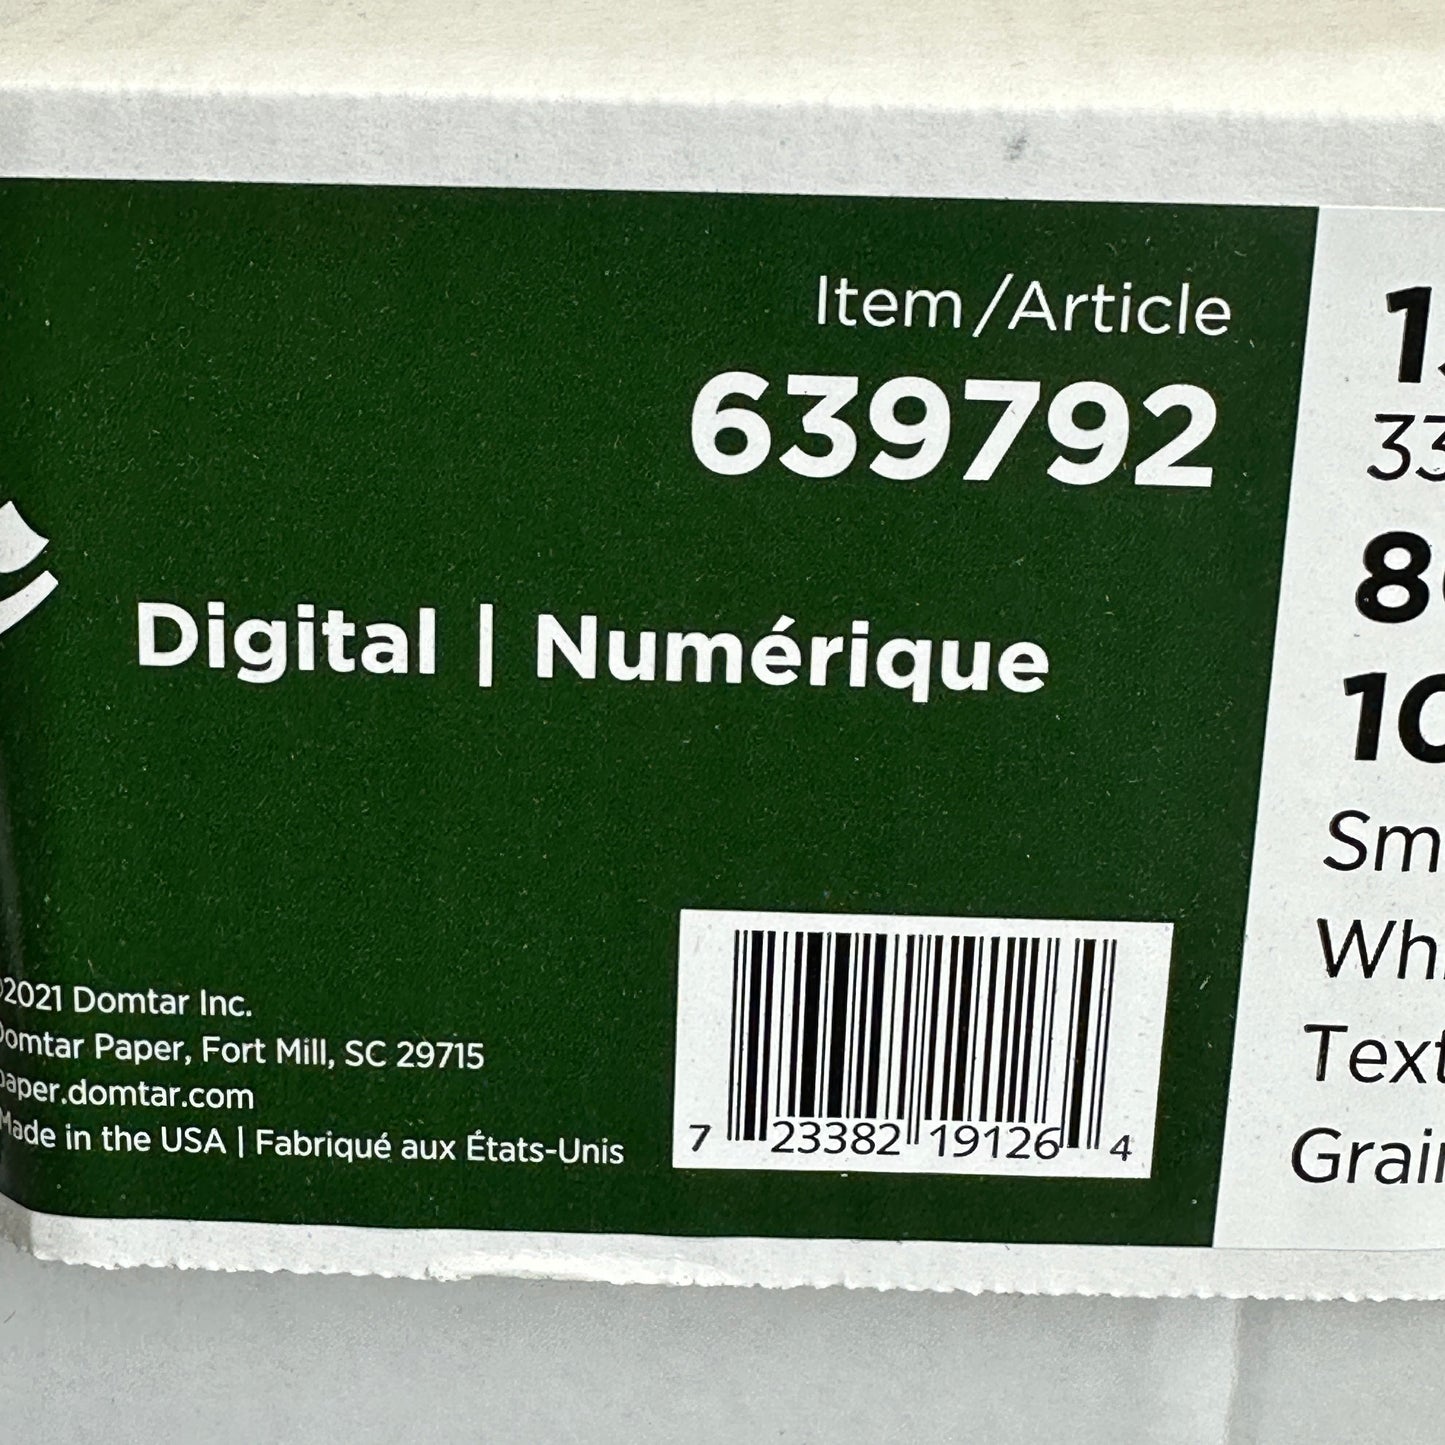 Item/Article
639792
Digital | Numérique
2021 Domtar Inc.
Domtar Paper, Fort Mill, SC 29715
paper.domtar.com
Made in the USA | Fabriqué aux États-Unis
7 23382 19126 4